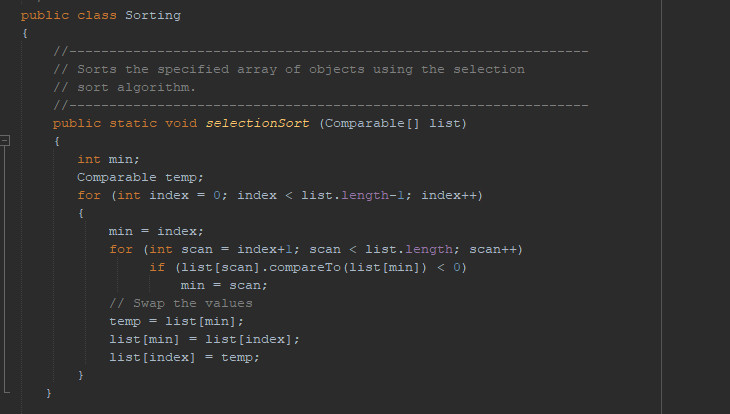 public class Sorting
{
//-----------------------------------------------------------------
// Sorts the specified array of objects using the selection
// sort algorithm.
//-----------------------------------------------------------------
public static void selectionSort (Comparable[] list)
{
int min;
Comparable temp;
for (int index = 0; index < list.length-1; index++)
{
min = index;
for (int scan = index+1; scan < list.length; scan++)
if (list[scan].compareTo(list[min]) < 0)
min = scan;
// Swap the values
temp = list[min];
list[min] = list[index];
list[index] = temp;
}
}